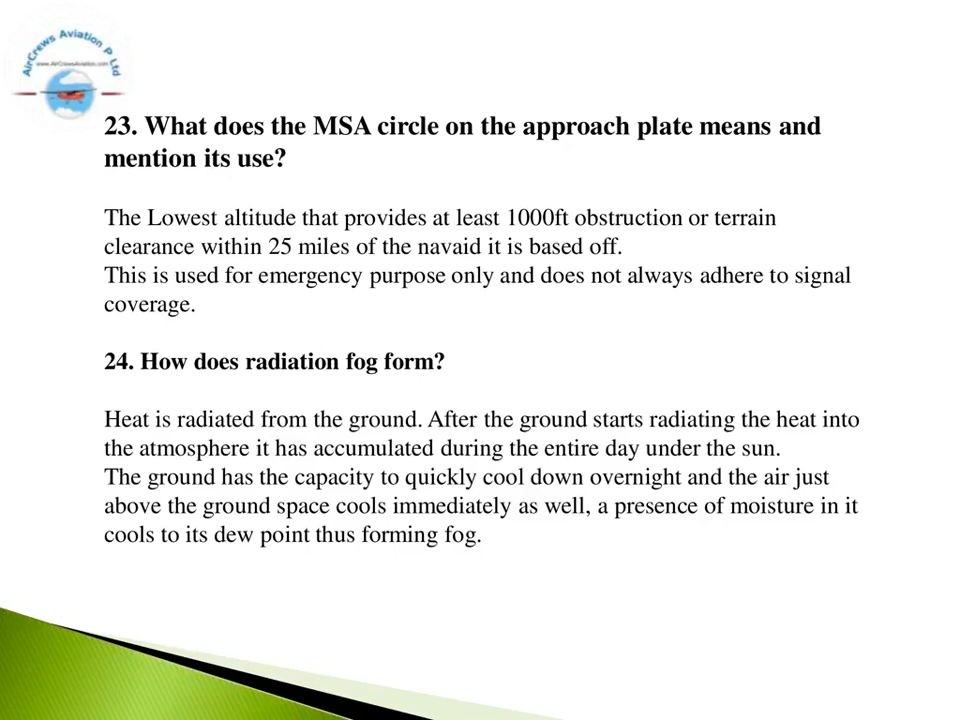 AirCrews Aviation P Ltd
www.AirCrewsAviation.com
23. What does the MSA circle on the approach plate means and
mention its use?
The Lowest altitude that provides at least 1000ft obstruction or terrain
clearance within 25 miles of the navaid it is based off.
This is used for emergency purpose only and does not always adhere to signal
coverage.
24. How does radiation fog form?
Heat is radiated from the ground. After the ground starts radiating the heat into
the atmosphere it has accumulated during the entire day under the sun.
The ground has the capacity to quickly cool down overnight and the air just
above the ground space cools immediately as well, a presence of moisture in it
cools to its dew point thus forming fog.